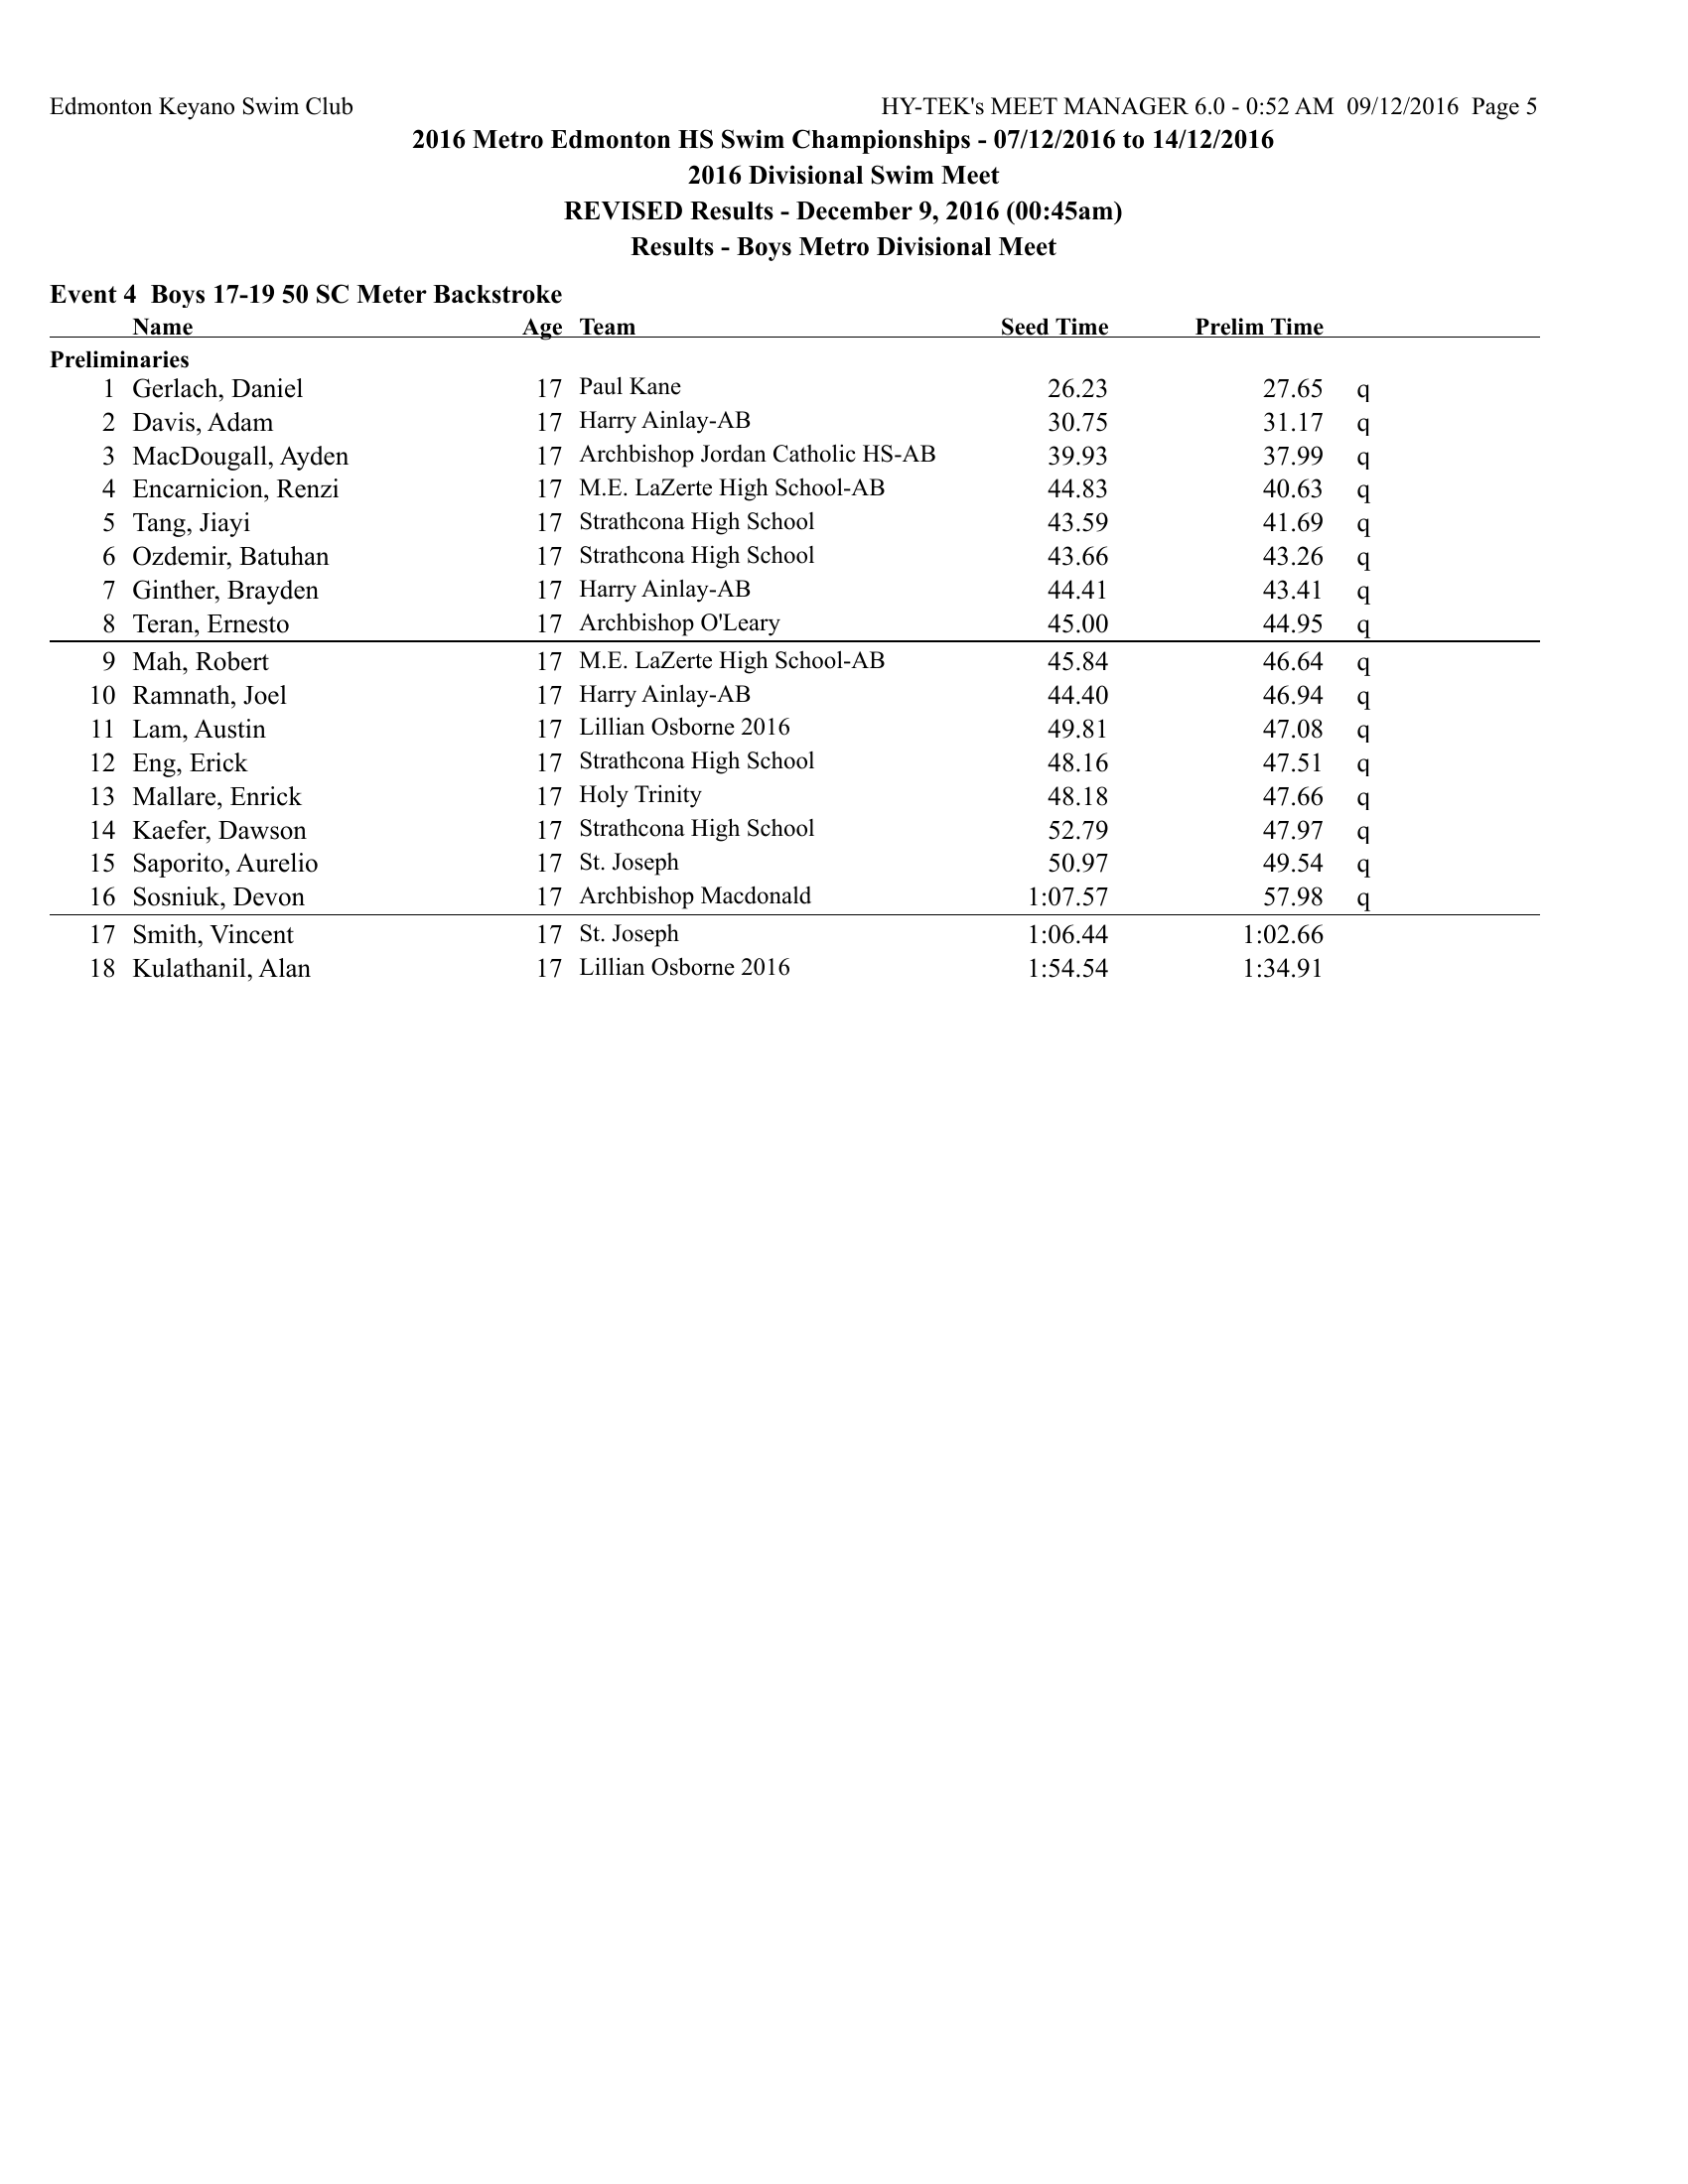 Edmonton Keyano Swim Club HY-TEK's MEET MANAGER 6.0 - 0:52 AM 09/12/2016 Page 5
2016 Metro Edmonton HS Swim Championships - 07/12/2016 to 14/12/2016
2016 Divisional Swim Meet
REVISED Results - December 9, 2016 (00:45am)
Results - Boys Metro Divisional Meet
Event 4 Boys 17-19 50 SC Meter Backstroke
Name Age Team Seed Time Prelim Time
Preliminaries
1 Gerlach, Daniel 17 Paul Kane 26.23 27.65 q
2 Davis, Adam 17 Harry Ainlay-AB 30.75 31.17 q
3 MacDougall, Ayden 17 Archbishop Jordan Catholic HS-AB 39.93 37.99 q
4 Encarnicion, Renzi 17 M.E. LaZerte High School-AB 44.83 40.63 q
5 Tang, Jiayi 17 Strathcona High School 43.59 41.69 q
6 Ozdemir, Batuhan 17 Strathcona High School 43.66 43.26 q
7 Ginther, Brayden 17 Harry Ainlay-AB 44.41 43.41 q
8 Teran, Ernesto 17 Archbishop O'Leary 45.00 44.95 q
9 Mah, Robert 17 M.E. LaZerte High School-AB 45.84 46.64 q
10 Ramnath, Joel 17 Harry Ainlay-AB 44.40 46.94 q
11 Lam, Austin 17 Lillian Osborne 2016 49.81 47.08 q
12 Eng, Erick 17 Strathcona High School 48.16 47.51 q
13 Mallare, Enrick 17 Holy Trinity 48.18 47.66 q
14 Kaefer, Dawson 17 Strathcona High School 52.79 47.97 q
15 Saporito, Aurelio 17 St. Joseph 50.97 49.54 q
16 Sosniuk, Devon 17 Archbishop Macdonald 1:07.57 57.98 q
17 Smith, Vincent 17 St. Joseph 1:06.44 1:02.66
18 Kulathanil, Alan 17 Lillian Osborne 2016 1:54.54 1:34.91